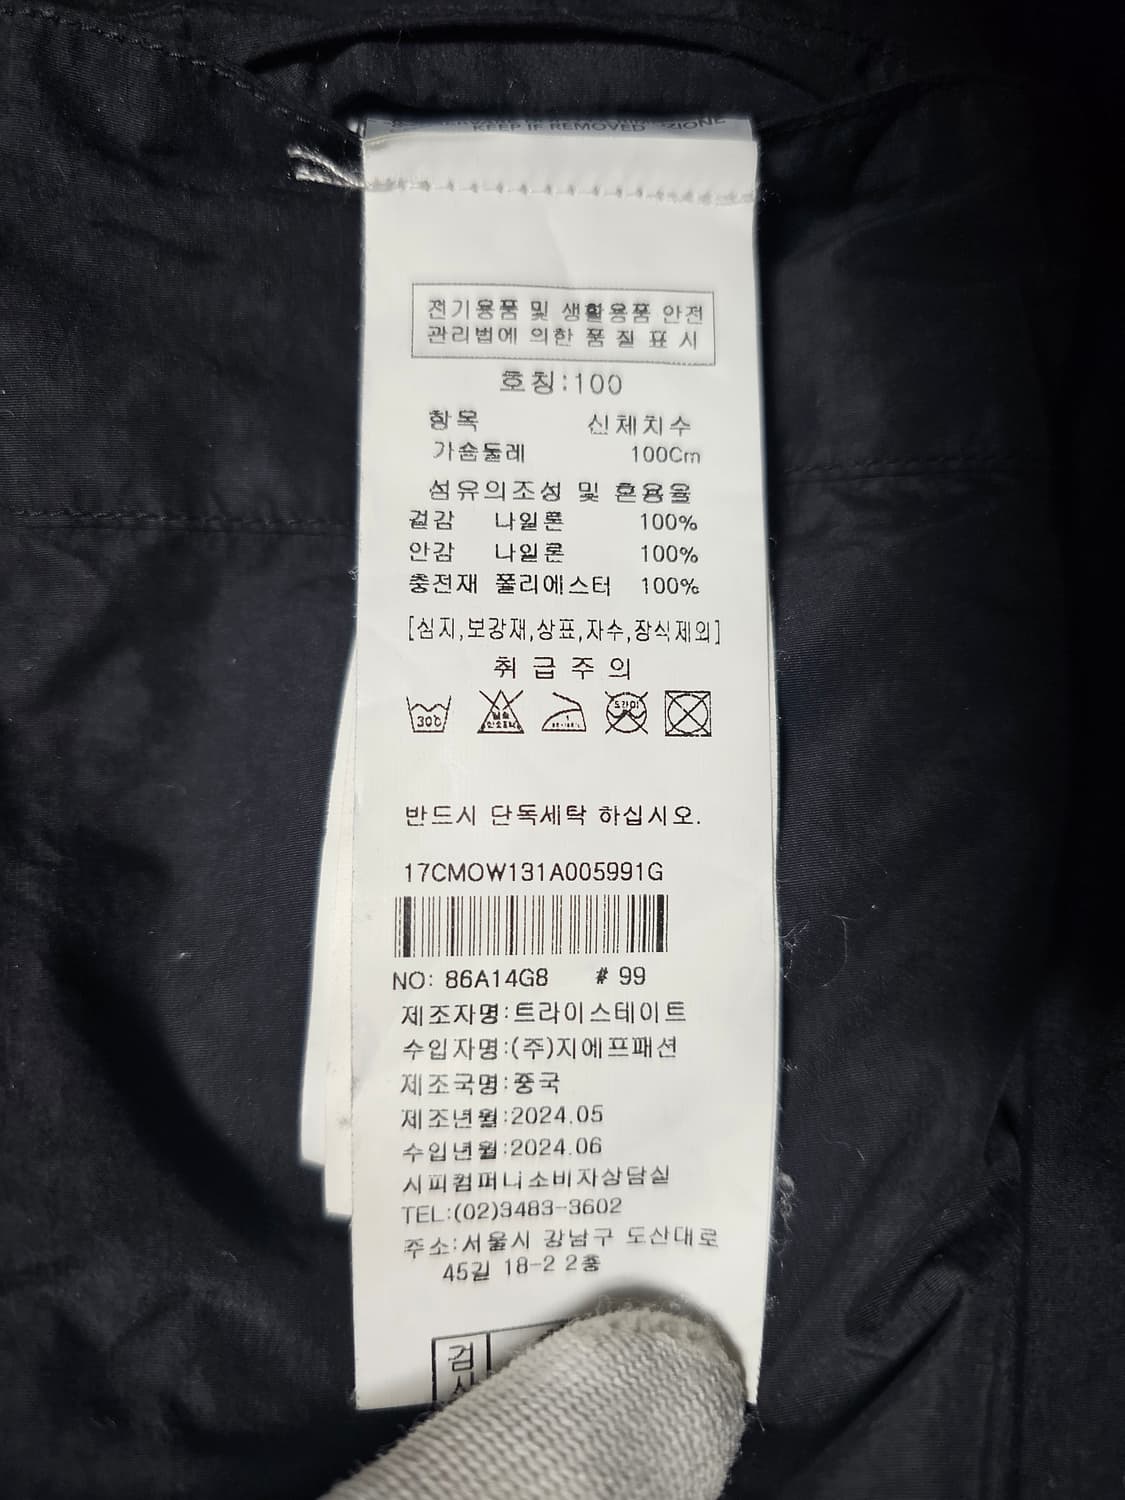 KEEP IF REMOVED ZIONE
전기용품 및 생활용품 안전
관리법에 의한 품 질 표 시
호칭:100
항목 신체치수
가슴둘레 100Cm
섬유의조성 및 혼용율
겉감 나일론 100%
안감 나일론 100%
충전재 폴리에스터 100%
[심지,보강재,상표,자수,장식제외]
취 급 주 의
30℃ 드라이
반드시 단독세탁 하십시오.
17CMOW131A005991G
NO: 86A14G8 # 99
제조자명:트라이스테이트
수입자명:(주)지에프패션
제조국명:중국
제조년월:2024.05
수입년월:2024.06
시피컴퍼니소비자상담실
TEL:(02)3483-3602
주소:서울시 강남구 도산대로
45길 18-2 2층
검